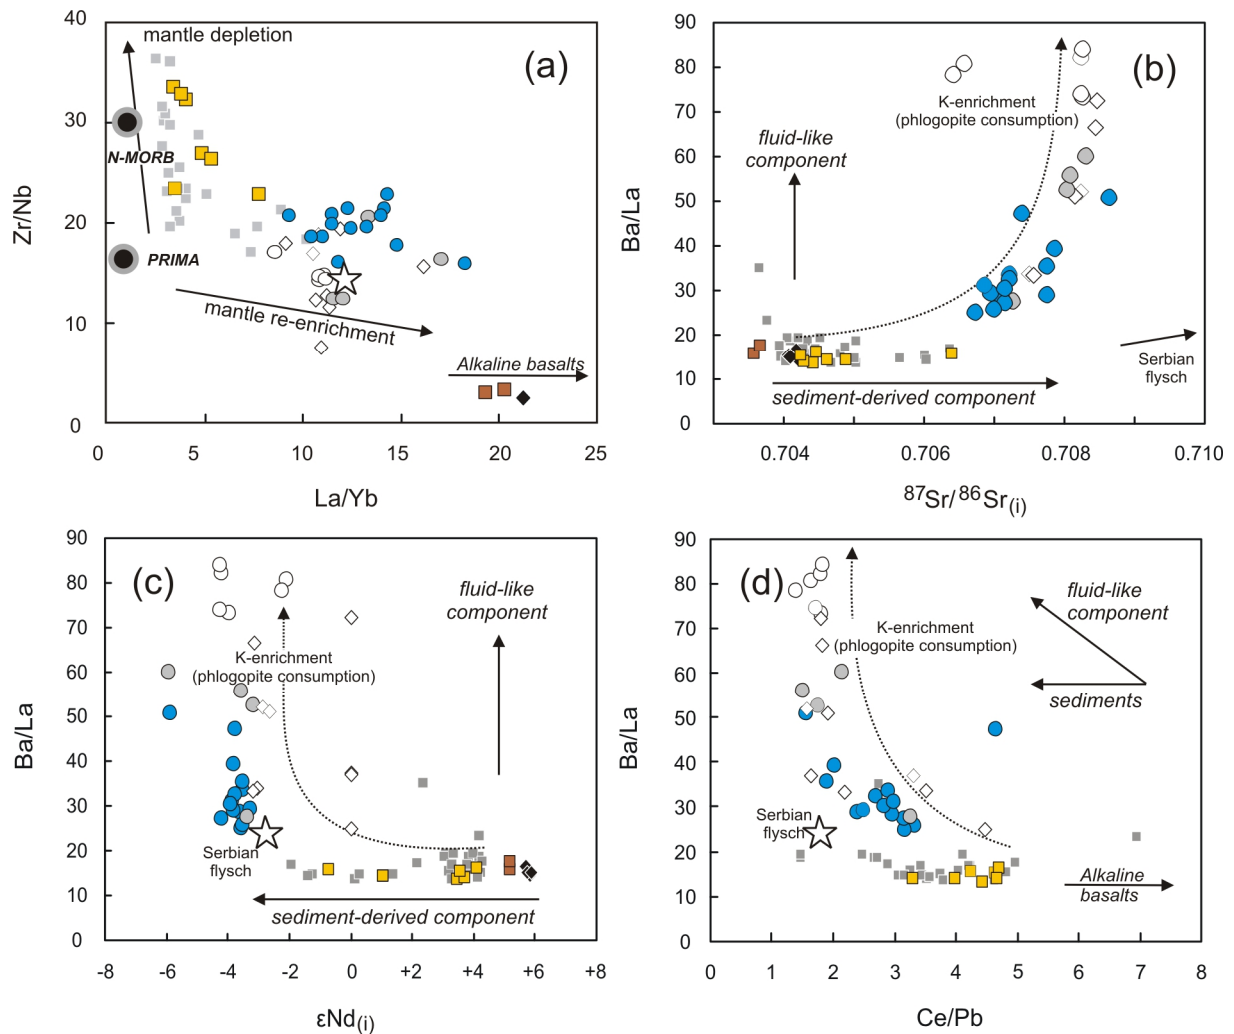 40
30
20
10
0
Zr/Nb
mantle depletion
(a)
N-MORB
PRIMA
mantle re-enrichment
Alkaline basalts
0
5
10
15
20
25
La/Yb
90
80
70
60
50
40
30
20
10
0
Ba/La
(b)
K-enrichment
(phlogopite consumption)
fluid-like
component
Serbian
flysch
sediment-derived component
0.704
0.706
0.708
0.710
87Sr/86Sr(i)
90
80
70
60
50
40
30
20
10
0
Ba/La
(c)
fluid-like
component
K-enrichment
(phlogopite consumption)
Serbian
flysch
sediment-derived component
-8
-6
-4
-2
0
+2
+4
+6
+8
εNd(i)
90
80
70
60
50
40
30
20
10
0
Ba/La
(d)
fluid-like
component
K-enrichment
(phlogopite consumption)
sediments
Serbian
flysch
Alkaline
basalts
0
1
2
3
4
5
6
7
8
Ce/Pb